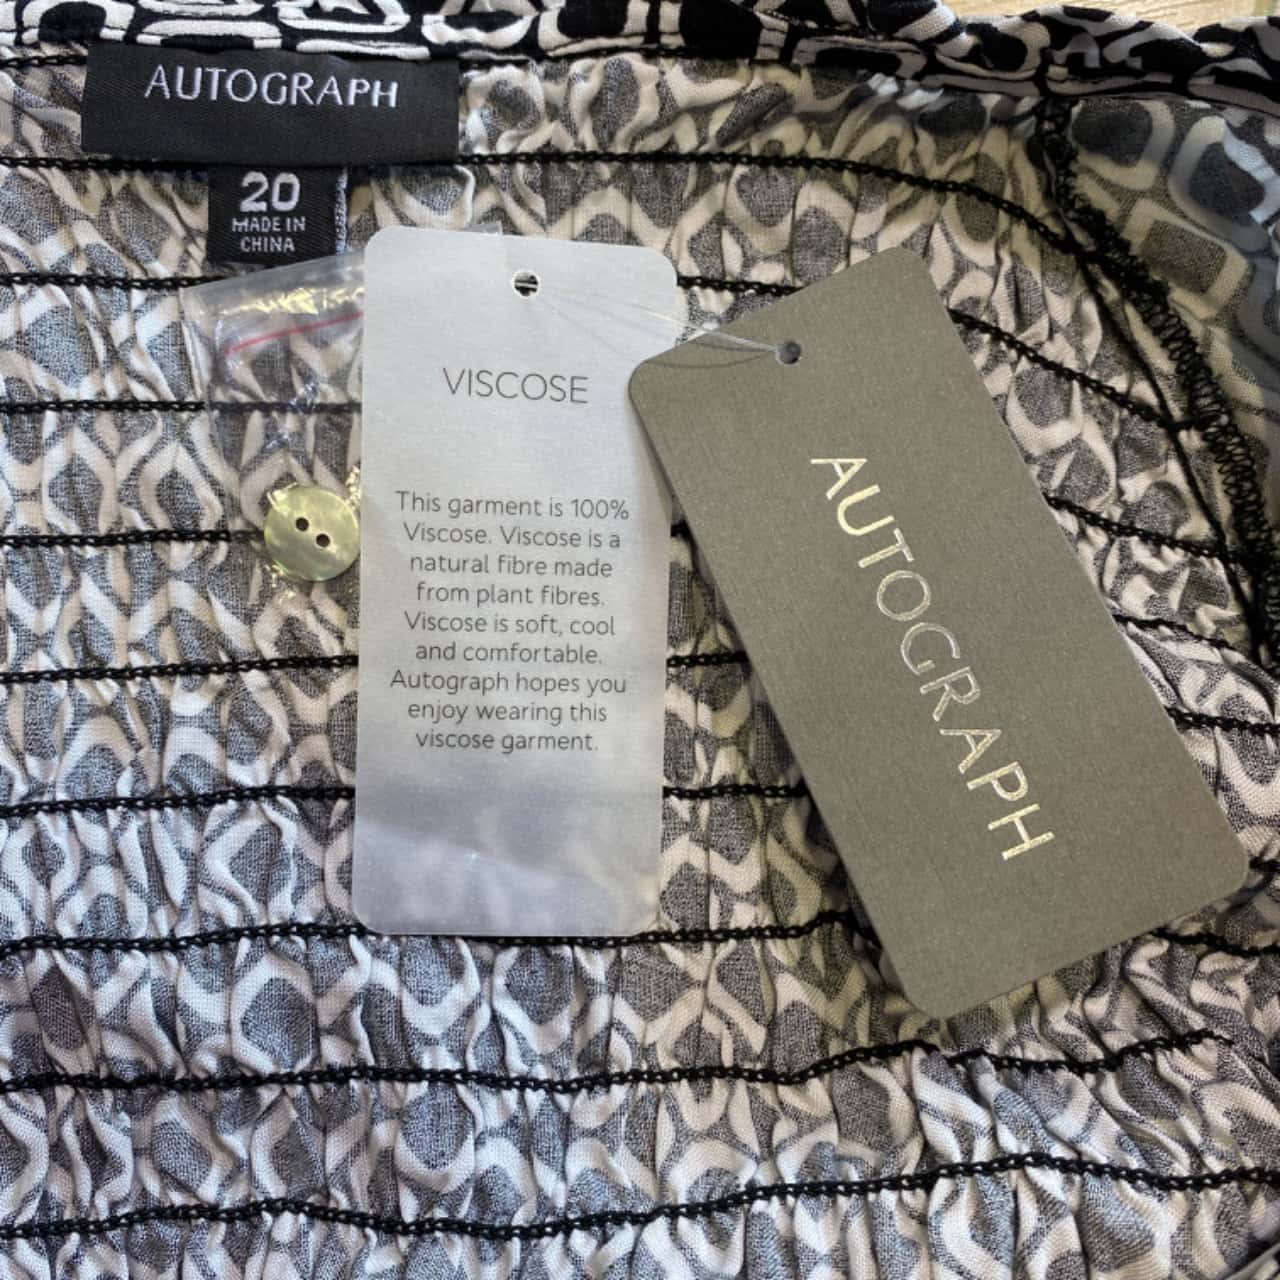 AUTOGRAPH
20
MADE IN
CHINA
VISCOSE
This garment is 100%
Viscose. Viscose is a
natural fibre made
from plant fibres.
Viscose is soft, cool
and comfortable.
Autograph hopes you
enjoy wearing this
viscose garment.
AUTOGRAPH